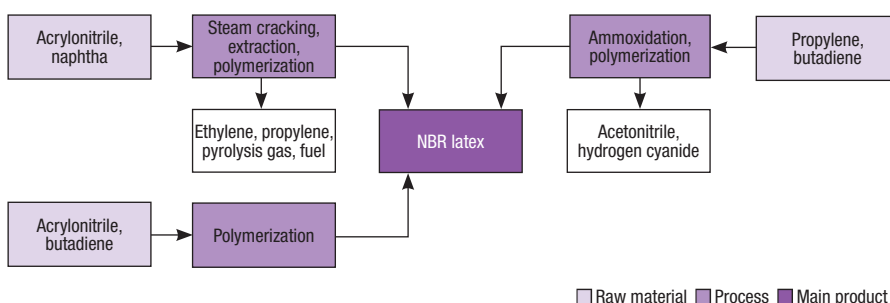 Acrylonitrile,
naphtha
Steam cracking,
extraction,
polymerization
Ammoxidation,
polymerization
Propylene,
butadiene
Ethylene, propylene,
pyrolysis gas, fuel
NBR latex
Acetonitrile,
hydrogen cyanide
Acrylonitrile,
butadiene
Polymerization
Raw material
Process
Main product